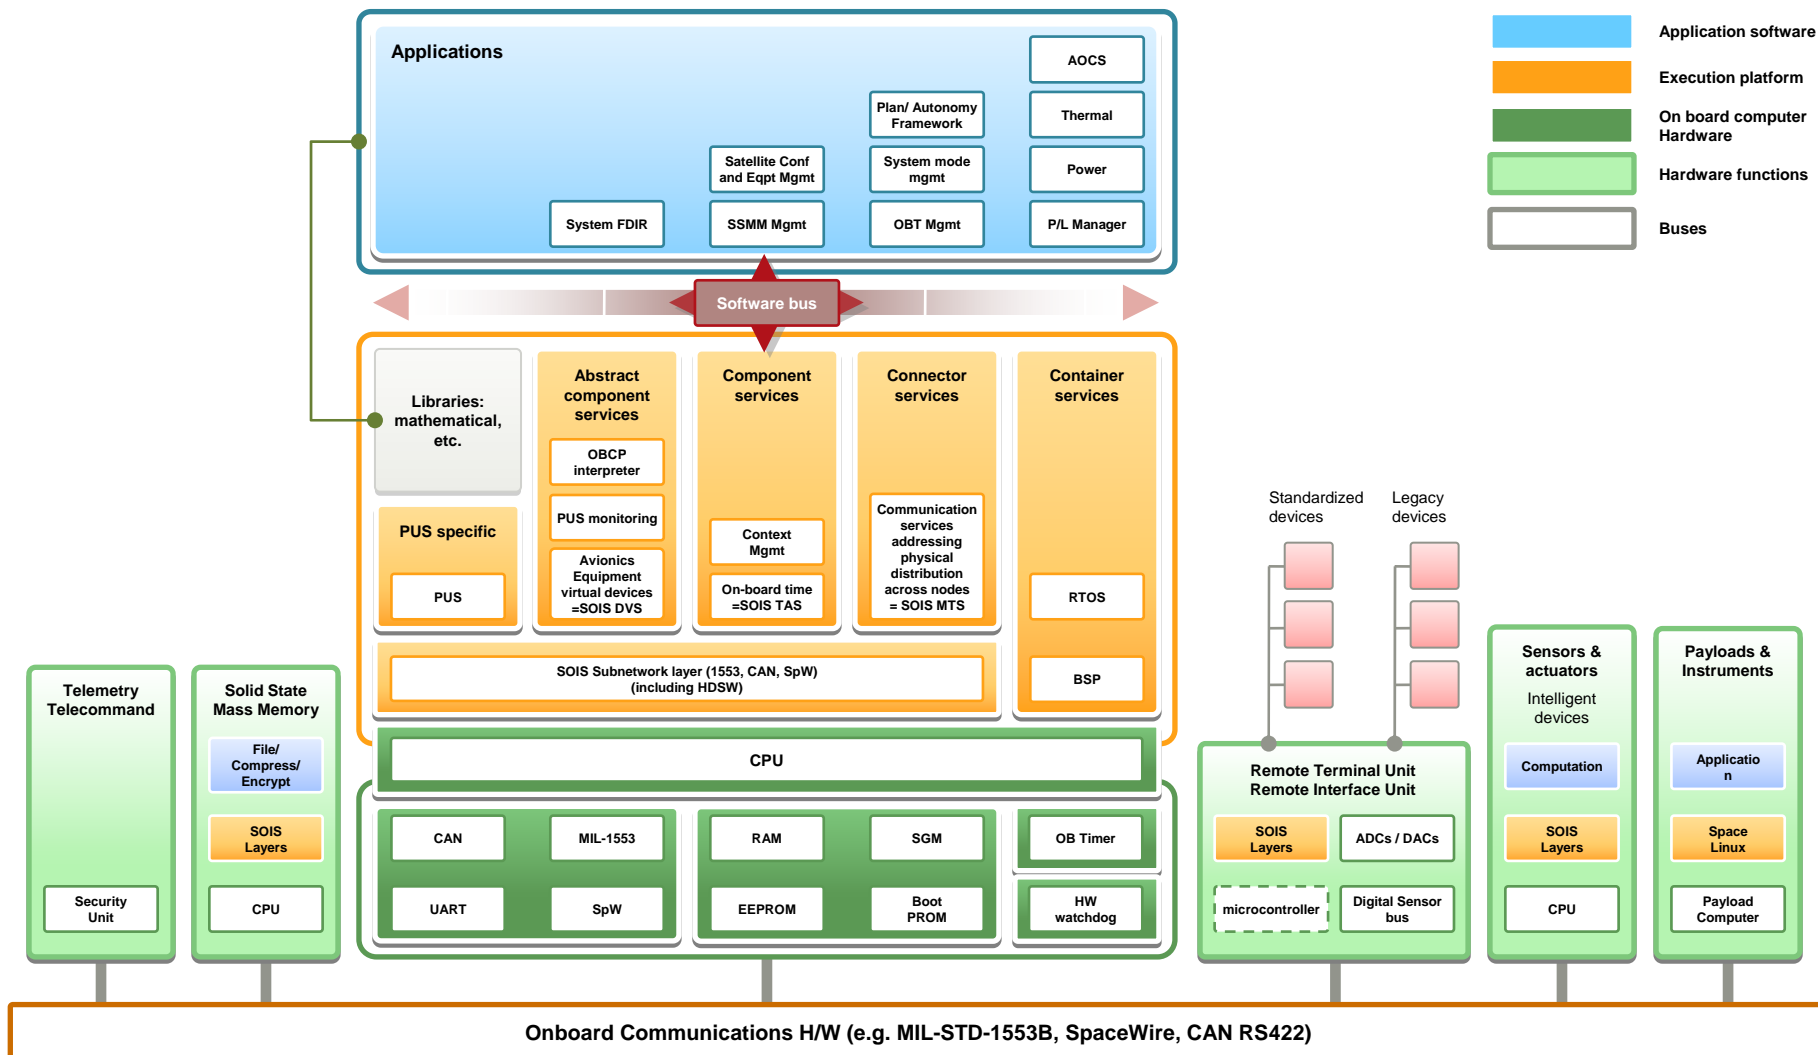 Applications
AOCS
Plan/ Autonomy
Framework
Thermal
Satellite Conf
and Eqpt Mgmt
System mode
mgmt
Power
System FDIR
SSMM Mgmt
OBT Mgmt
P/L Manager
Application software
Execution platform
On board computer
Hardware
Hardware functions
Buses
Software bus
Libraries:
mathematical,
etc.
Abstract
component
services
OBCP
interpreter
PUS monitoring
Avionics
Equipment
virtual devices
=SOIS DVS
Component
services
Context
Mgmt
On-board time
=SOIS TAS
Connector
services
Communication
services
addressing
physical
distribution
across nodes
= SOIS MTS
Container
services
RTOS
BSP
PUS specific
PUS
SOIS Subnetwork layer (1553, CAN, SpW)
(including HDSW)
CPU
CAN
MIL-1553
RAM
SGM
OB Timer
UART
SpW
EEPROM
Boot
PROM
HW
watchdog
Telemetry
Telecommand
Security
Unit
Solid State
Mass Memory
File/
Compress/
Encrypt
SOIS
Layers
CPU
Standardized
devices
Legacy
devices
Remote Terminal Unit
Remote Interface Unit
SOIS
Layers
ADCs / DACs
microcontroller
Digital Sensor
bus
Sensors &
actuators
Intelligent
devices
Computation
SOIS
Layers
CPU
Payloads &
Instruments
Applicatio
n
Space
Linux
Payload
Computer
Onboard Communications H/W (e.g. MIL-STD-1553B, SpaceWire, CAN RS422)